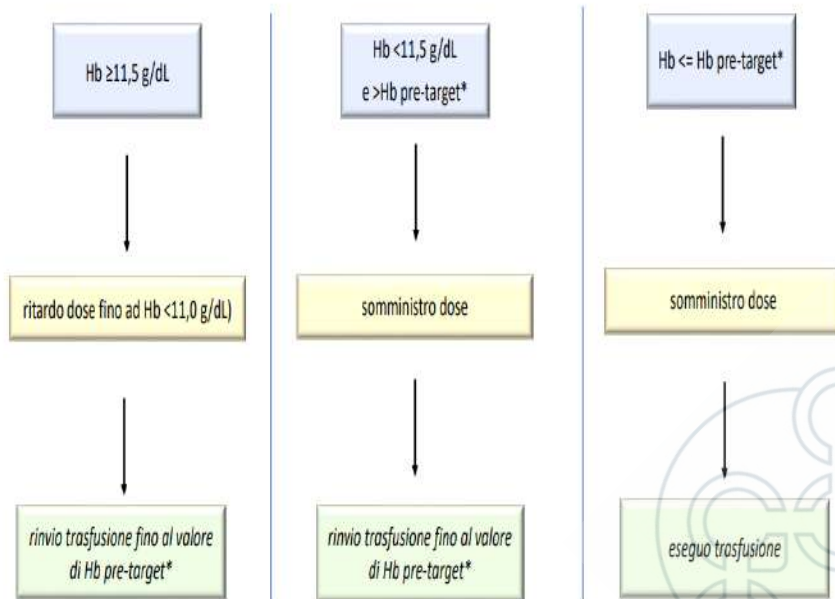 Hb ≥11,5 g/dL
ritardo dose fino ad Hb <11,0 g/dL)
rinvio trasfusione fino al valore
di Hb pre-target*
Hb <11,5 g/dL
e >Hb pre-target*
somministro dose
rinvio trasfusione fino al valore
di Hb pre-target*
Hb <= Hb pre-target*
somministro dose
eseguo trasfusione